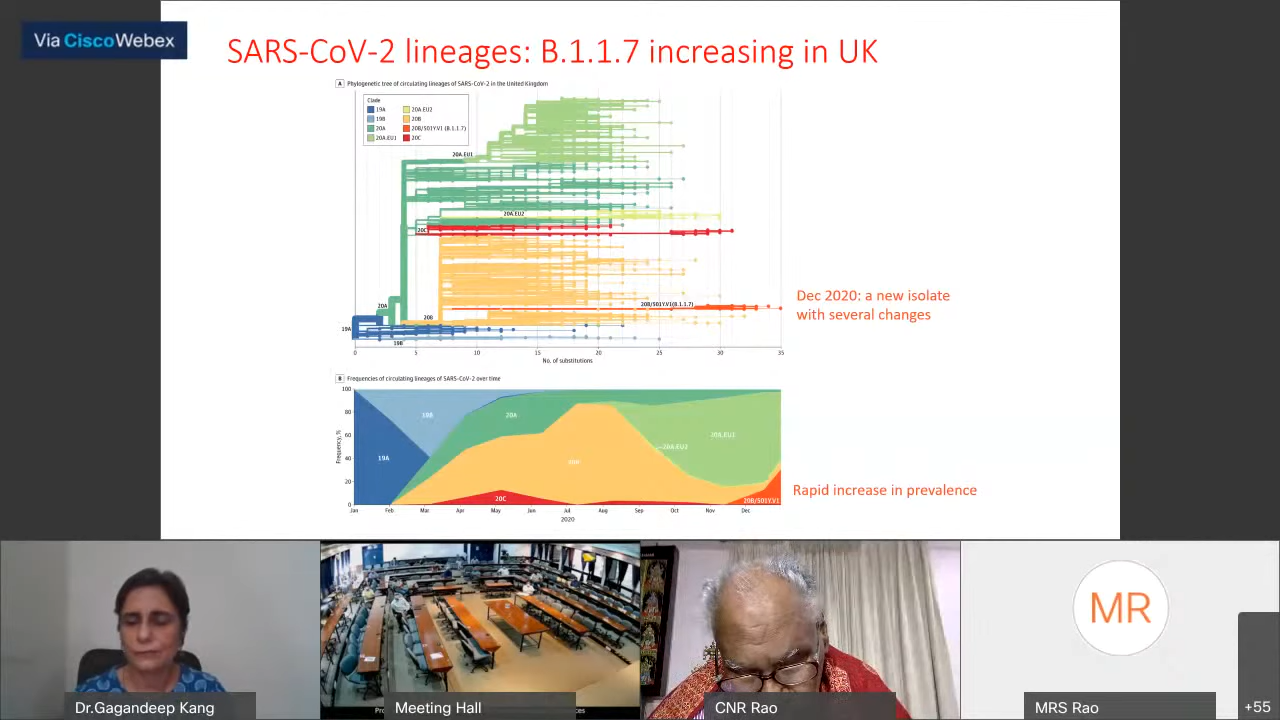 Via Cisco Webex
SARS-CoV-2 lineages: B.1.1.7 increasing in UK
A Phylogenetic tree of circulating lineages of SARS-CoV-2 in the United Kingdom
Clade
19A 20A.EU2
19B 20B
20A 20B/501Y.V1 (B.1.1.7)
20A.EU1 20C
20A.EU1
20A.EU2
20C
Dec 2020: a new isolate
with several changes
20B/501Y.V1(B.1.1.7)
20A
20B
19A
19B
0 5 10 15 20 25 30 35
No. of substitutions
B Frequencies of circulating lineages of SARS-CoV-2 over time
100
80
60
40
20
0
Frequency, %
19B
20A
20A.EU1
20A.EU2
19A
20B
20C
20B/501Y.V1
Rapid increase in prevalence
Jan Feb Mar Apr May Jun Jul Aug Sep Oct Nov Dec
2020
MR
Dr.Gagandeep Kang
Meeting Hall
CNR Rao
MRS Rao
+55